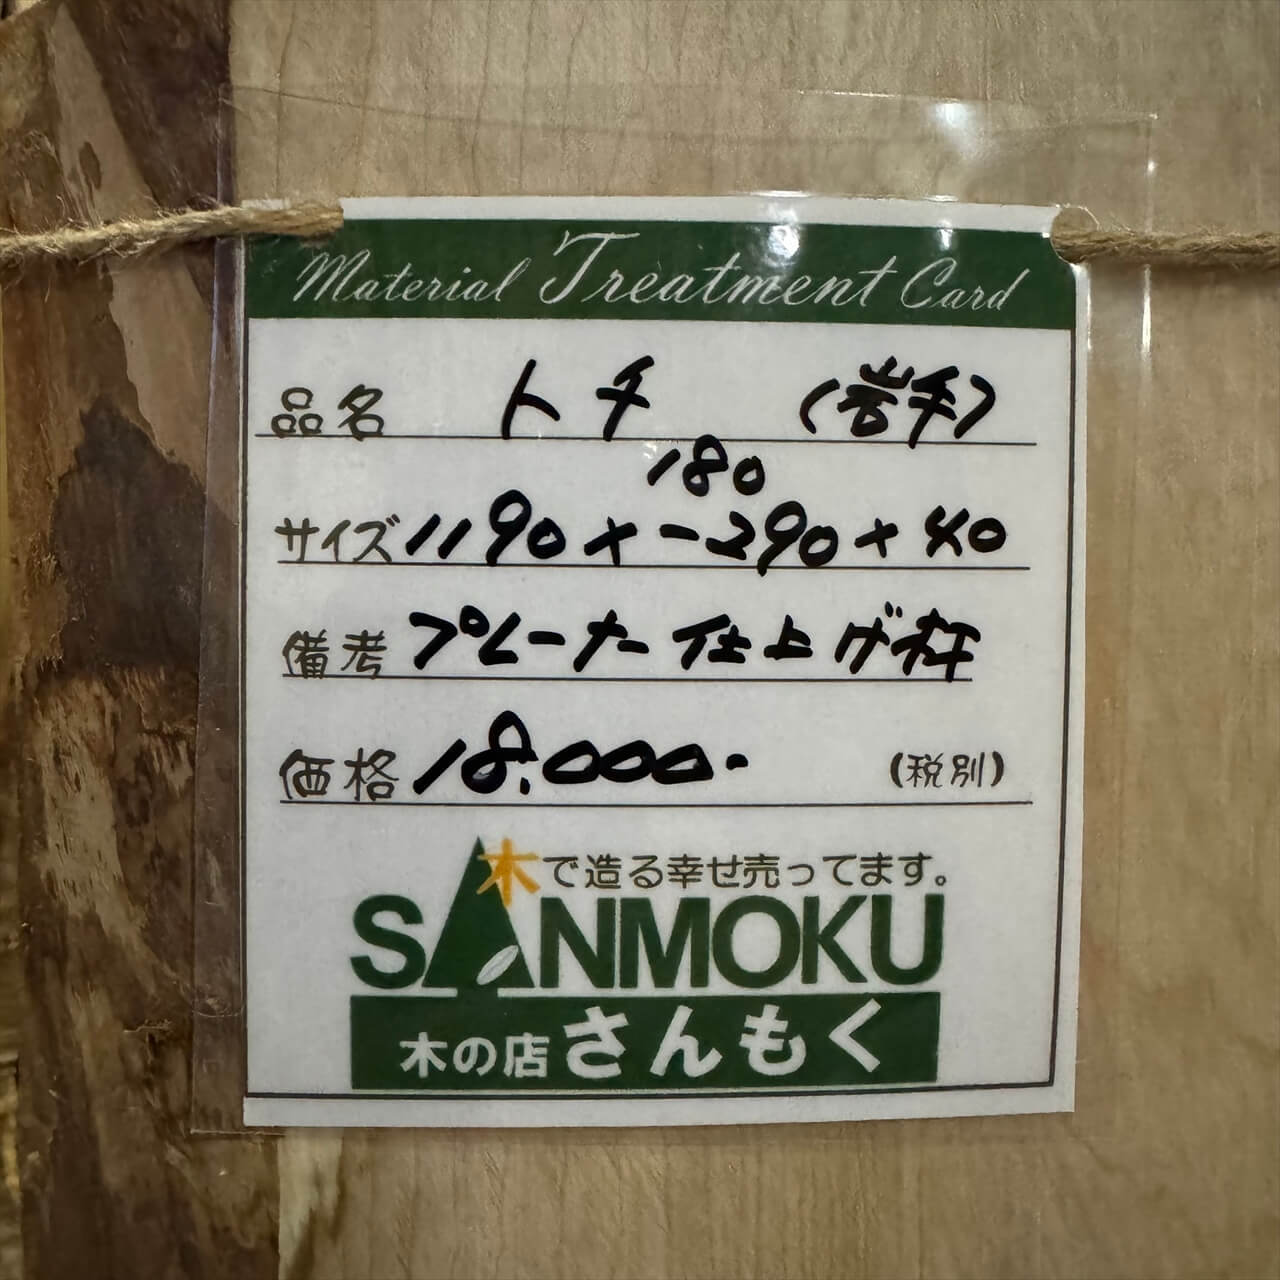 Material Treatment Card
品名 トチ (岩手)
180
サイズ 1190×-290×40
備考 プレーナー仕上げ材
価格 18.000.- (税別)
木で造る幸せ売ってます。
SANMOKU
木の店 さんもく